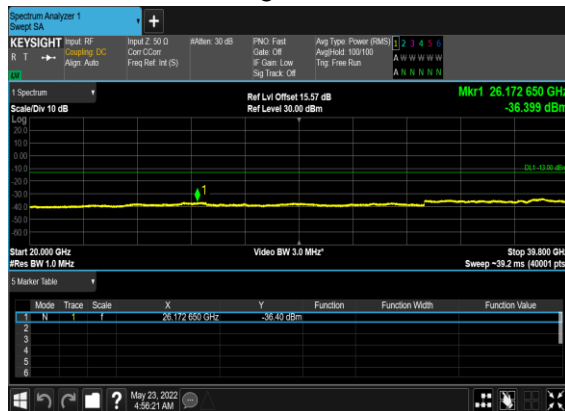 Spectrum Analyzer 1
Swept SA
+
KEYSIGHT Input: RF Input Z: 50 Ω #Atten: 30 dB PNO: Fast Avg Type: Power (RMS) 1 2 3 4 5 6
R T Coupling: DC Corr CCorr Gate: Off Avg|Hold: 100/100 A W W W W W
Align: Auto Freq Ref: Int (S) IF Gain: Low Trig: Free Run
Sig Track: Off A N N N N N
1 Spectrum Ref Lvl Offset 15.57 dB Mkr1 26.172 650 GHz
Scale/Div 10 dB Ref Level 30.00 dBm -36.399 dBm
Log
20.0
10.0
0.00
-10.0
DL1 -13.00 dBm
-20.0
-30.0
1
-40.0
-50.0
-60.0
Start 20.000 GHz Video BW 3.0 MHz* Stop 39.800 GHz
#Res BW 1.0 MHz Sweep ~39.2 ms (40001 pts
5 Marker Table
Mode Trace Scale X Y Function Function Width Function Value
1 N 1 f 26.172 650 GHz -36.40 dBm
2
3
4
5
6
? May 23, 2022
4:56:21 AM